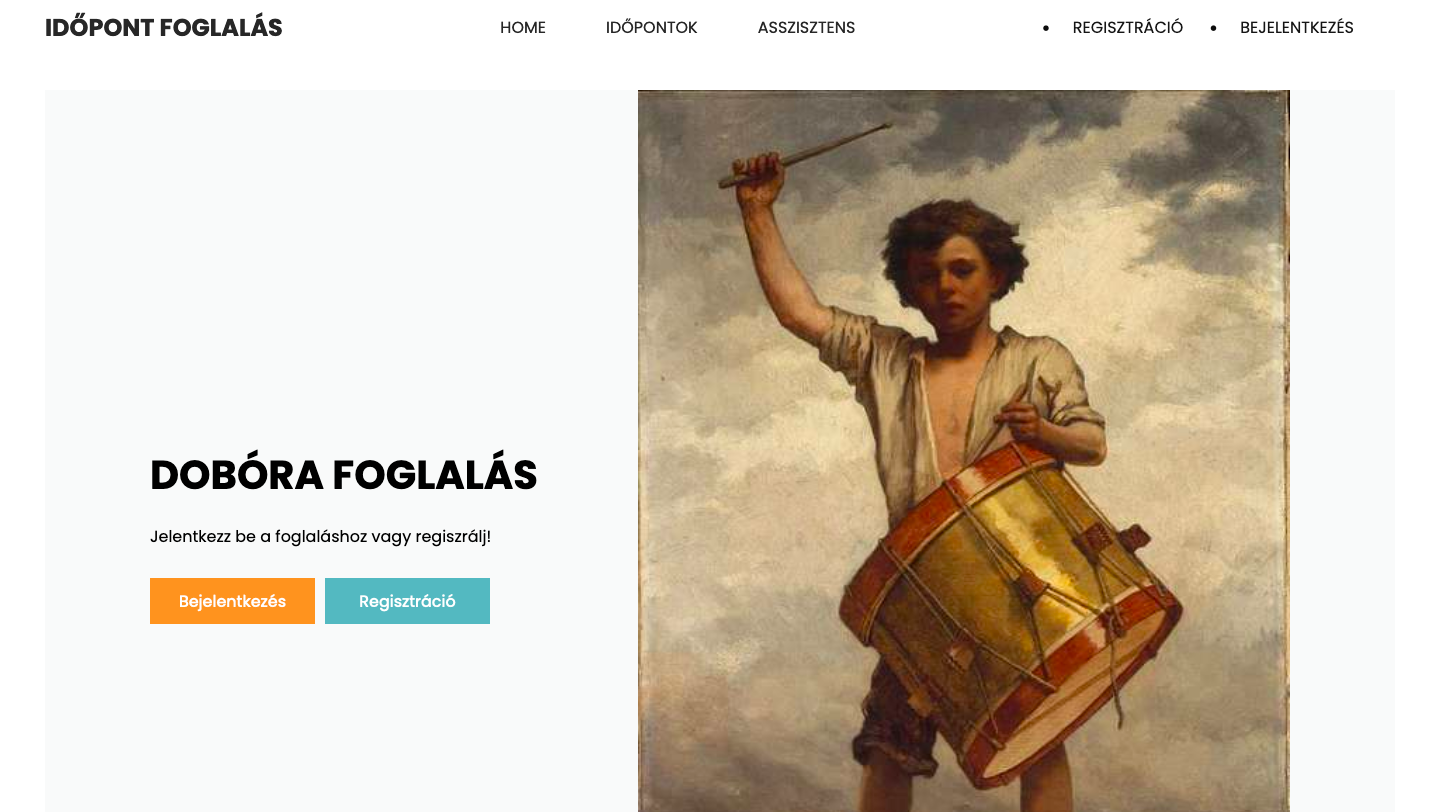 IDŐPONT FOGLALÁS
HOME IDŐPONTOK ASSZISZTENS • REGISZTRÁCIÓ • BEJELENTKEZÉS
DOBÓRA FOGLALÁS
Jelentkezz be a foglaláshoz vagy regiszrálj!
Bejelentkezés Regisztráció